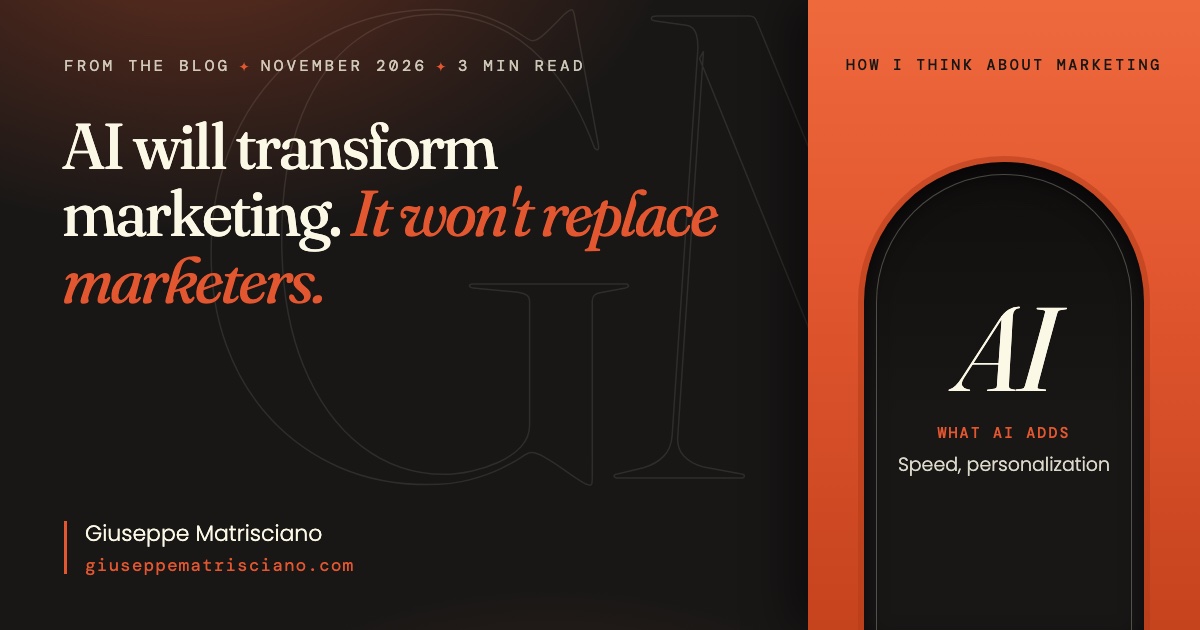 FROM THE BLOG ✦ NOVEMBER 2026 ✦ 3 MIN READ
AI will transform
marketing. It won't replace
marketers.
Giuseppe Matrisciano
giuseppematrisciano.com
HOW I THINK ABOUT MARKETING
AI
WHAT AI ADDS
Speed, personalization
GM